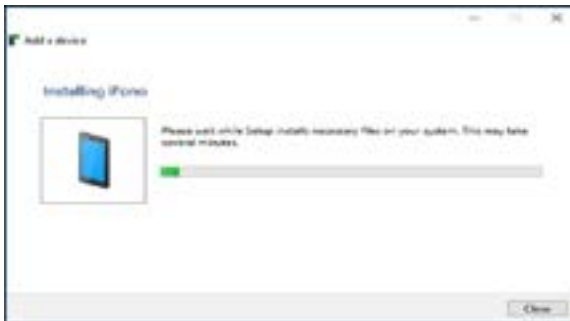 Add a device
Installing iPono
Please wait while Setup installs necessary files on your system. This may take
several minutes.
Close